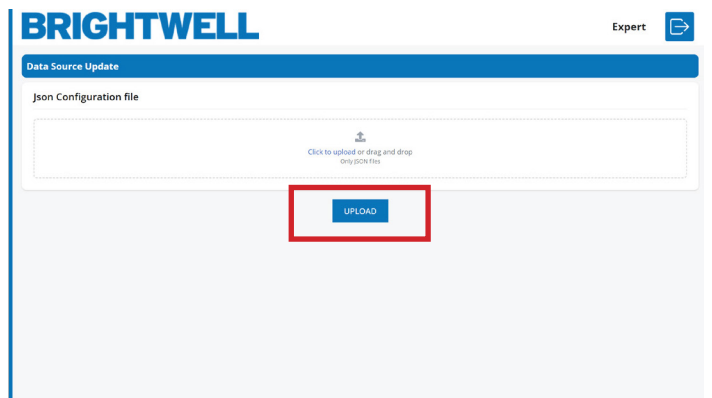 BRIGHTWELL
Expert
Data Source Update
Json Configuration file
Click to upload or drag and drop
Only JSON files
UPLOAD